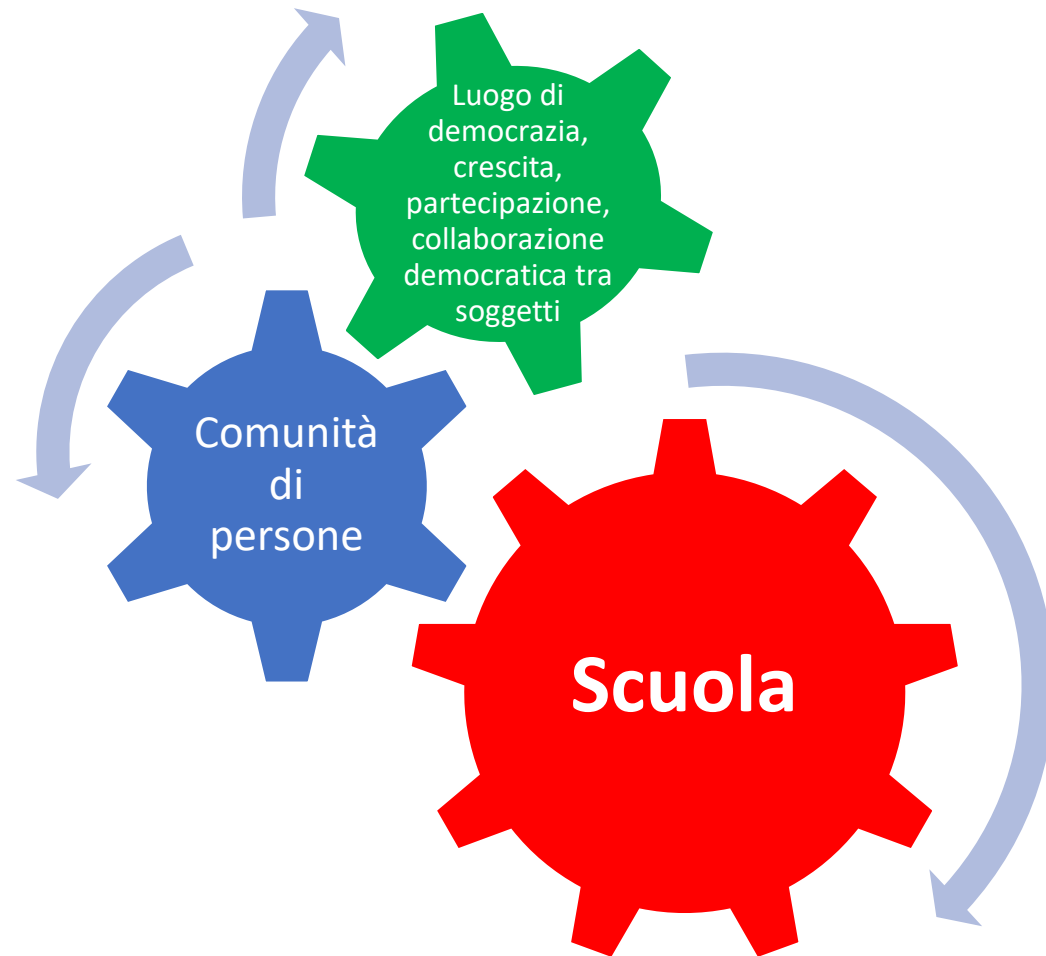 Luogo di
democrazia,
crescita,
partecipazione,
collaborazione
democratica tra
soggetti
Comunità
di
persone
Scuola